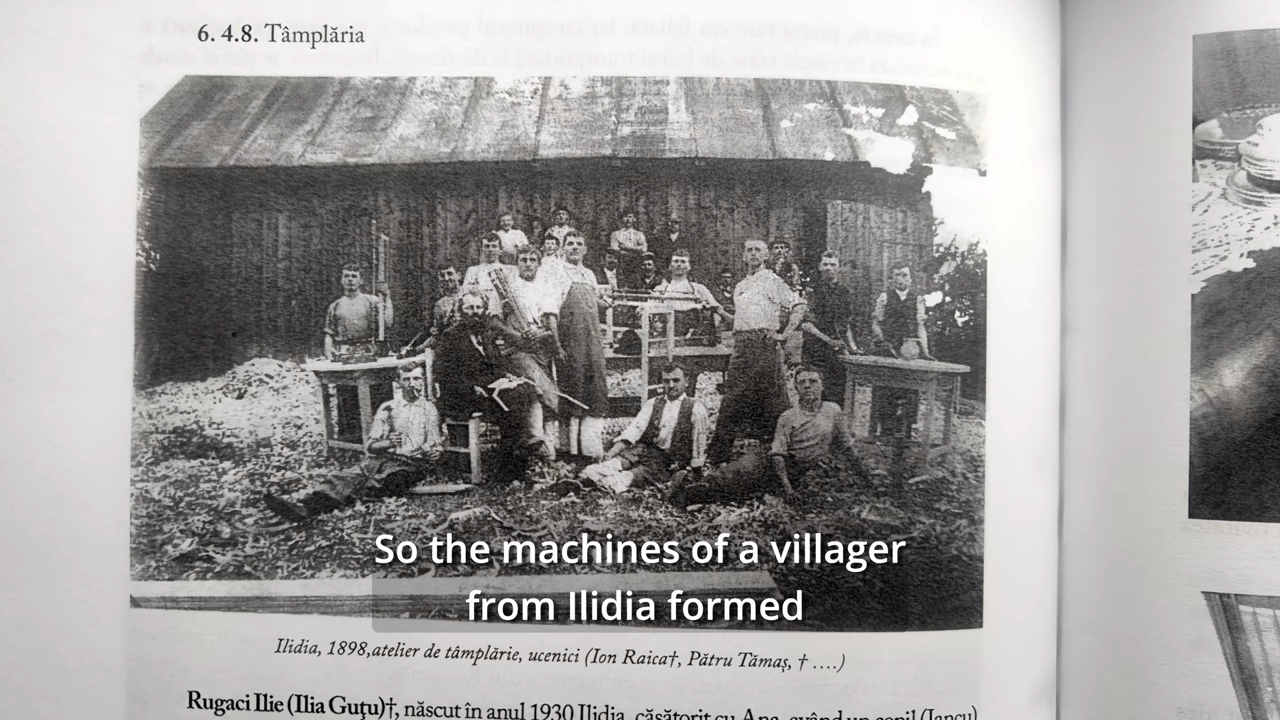 6. 4.8. Tâmplăria
So the machines of a villager
from Ilidia formed
Ilidia, 1898,atelier de tâmplărie, ucenici (Ion Raica†, Pătru Tămaş, † ....)
Rugaci Ilie (Ilia Guţu)†, născut în anul 1930 Ilidia, căsătorit cu Ana, având un copil (Iancu)